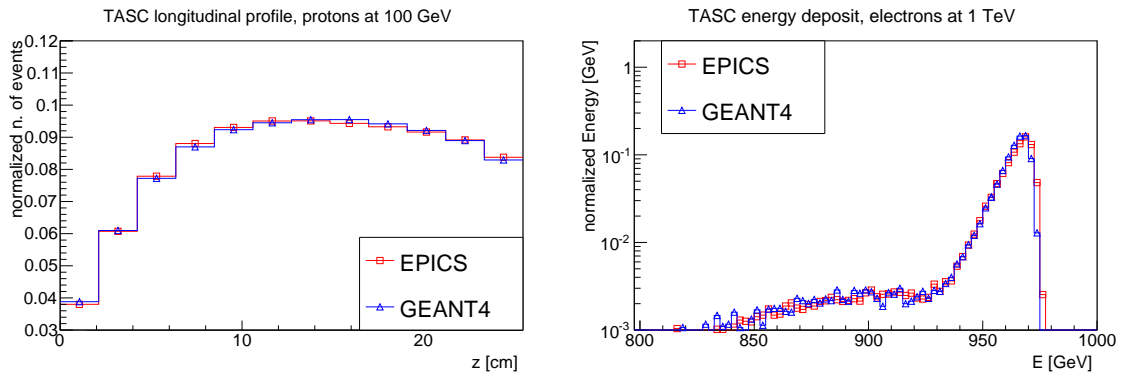 TASC longitudinal profile, protons at 100 GeV
normalized n. of events
0.12
0.11
0.1
0.09
0.08
0.07
0.06
0.05
0.04
0.03
EPICS
GEANT4
0
10
20
z [cm]
TASC energy deposit, electrons at 1 TeV
normalized Energy [GeV]
1
10⁻¹
10⁻²
10⁻³
EPICS
GEANT4
800
850
900
950
1000
E [GeV]